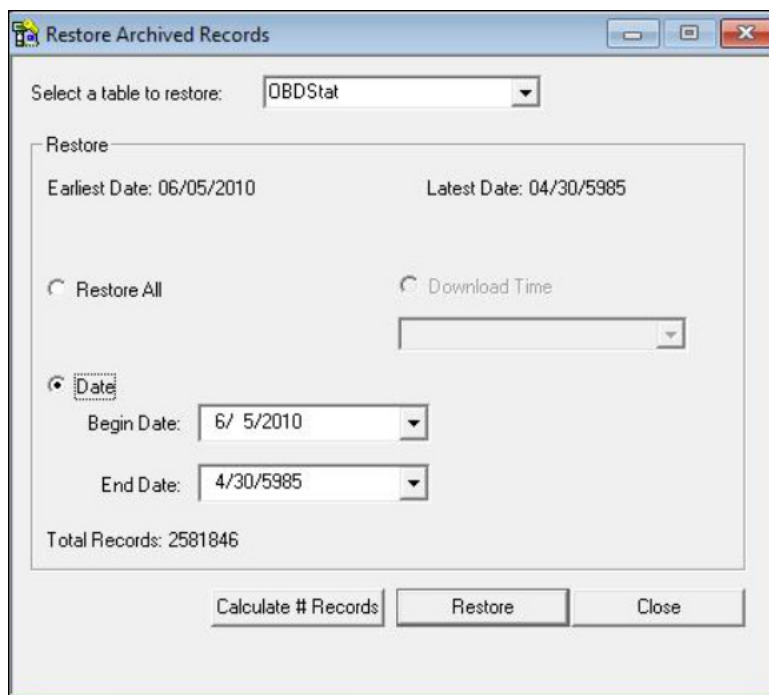 Restore Archived Records
Select a table to restore: OBDStat
Restore
Earliest Date: 06/05/2010 Latest Date: 04/30/5985
Restore All Download Time
Date
Begin Date: 6/ 5/2010
End Date: 4/30/5985
Total Records: 2581846
Calculate # Records Restore Close